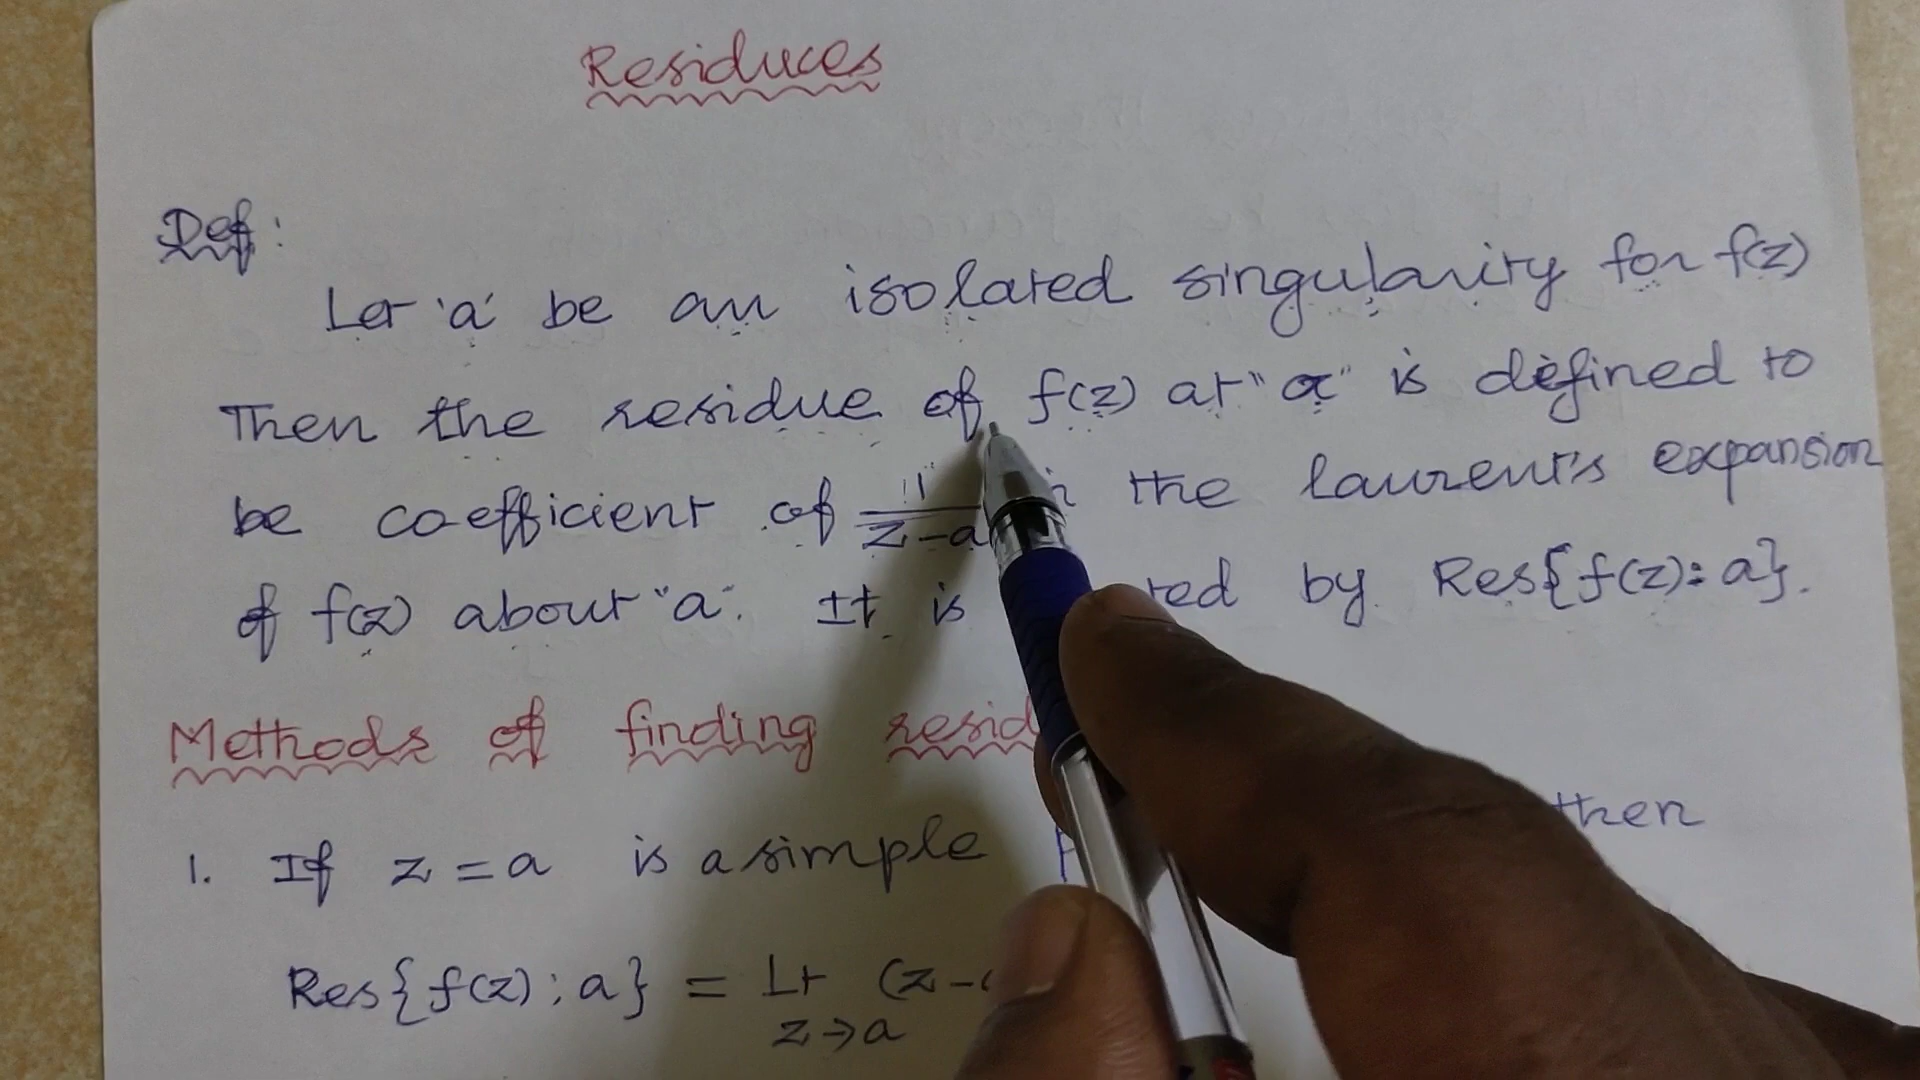 Residuces
Def:
Let 'a' be an isolated singularity for f(z)
Then the residue of f(z) at "a" is defined to
be coefficient of 1/(z-a) the laurent's expansion
of f(z) about "a". It is by Res{f(z): a}.
Methods of finding
1. If z = a is a simple then
Res{f(z); a} = Lt z→a (z-